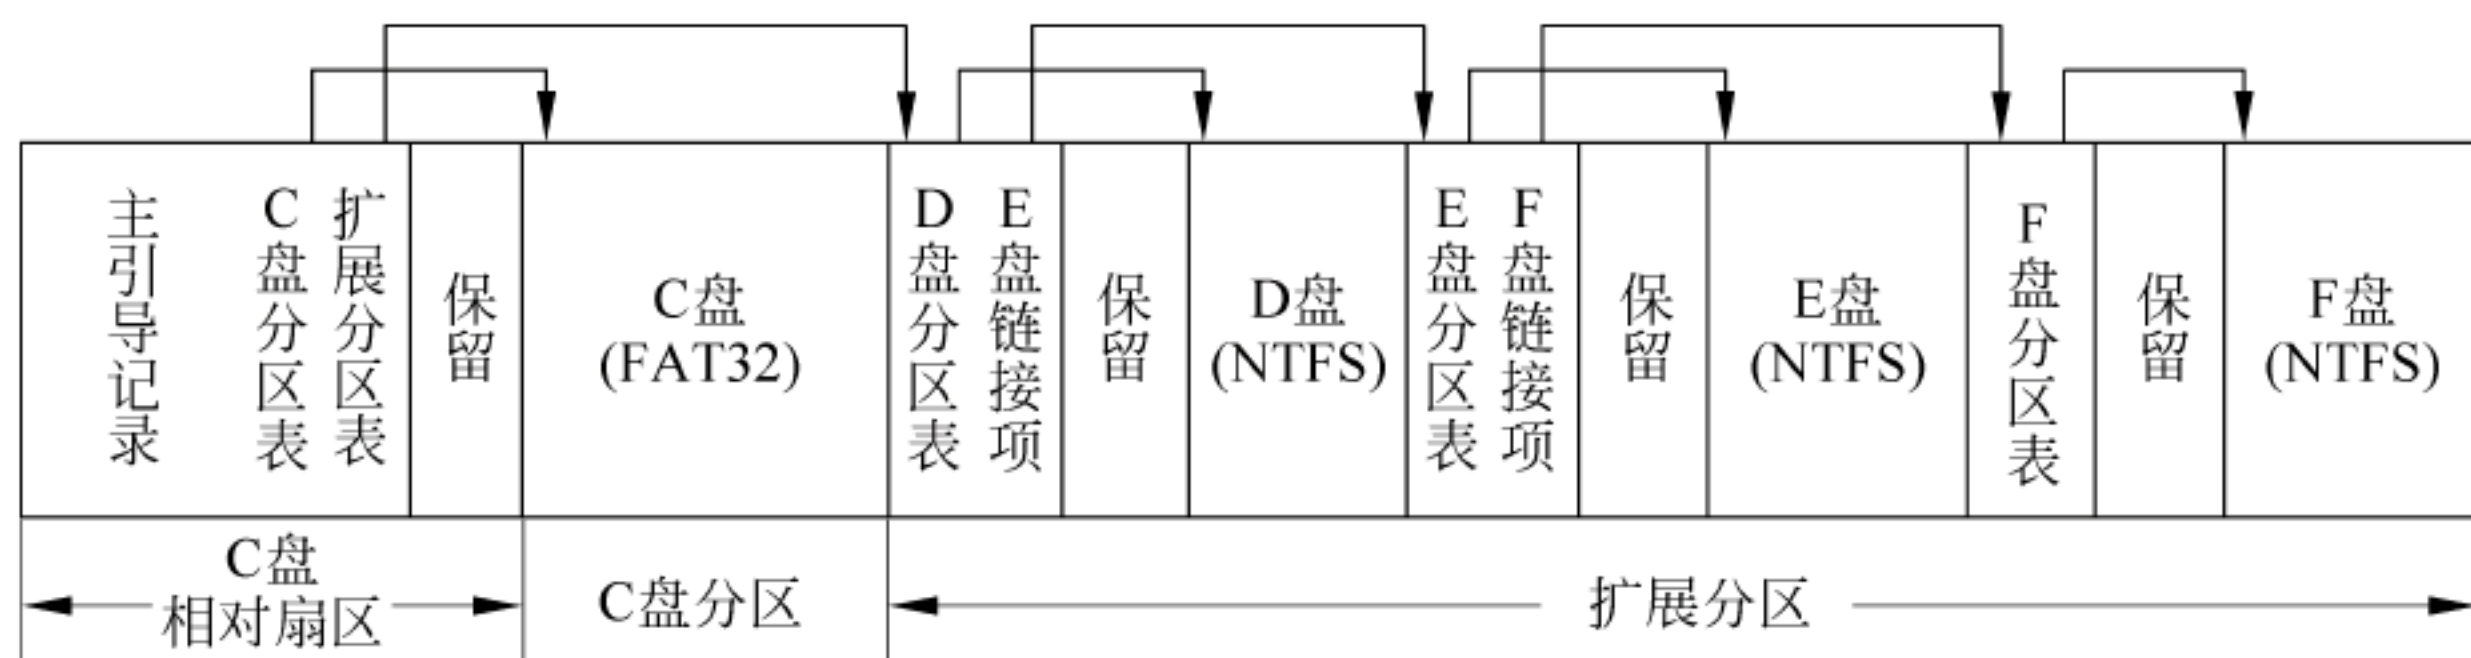 主引导记录
C盘分区表
扩展分区表
保留
C盘
(FAT32)
D盘分区表
E盘链接项
保留
D盘
(NTFS)
E盘分区表
F盘链接项
保留
E盘
(NTFS)
F盘分区表
保留
F盘
(NTFS)
C盘
相对扇区
C盘分区
扩展分区